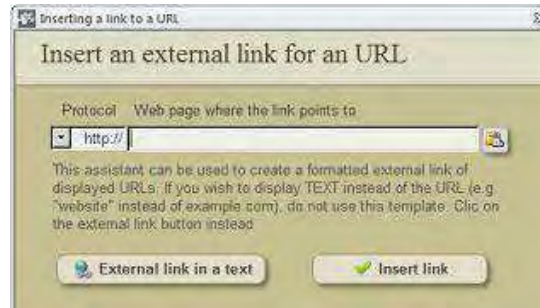 Inserting a link to a URL
Insert an external link for an URL
Protocol Web page where the link points to
http://
This assistant can be used to create a formatted external link of
displayed URLs. If you wish to display TEXT instead of the URL (e.g
"website" instead of example.com), do not use this template. Clic on
the external link button instead
External link in a text
Insert link